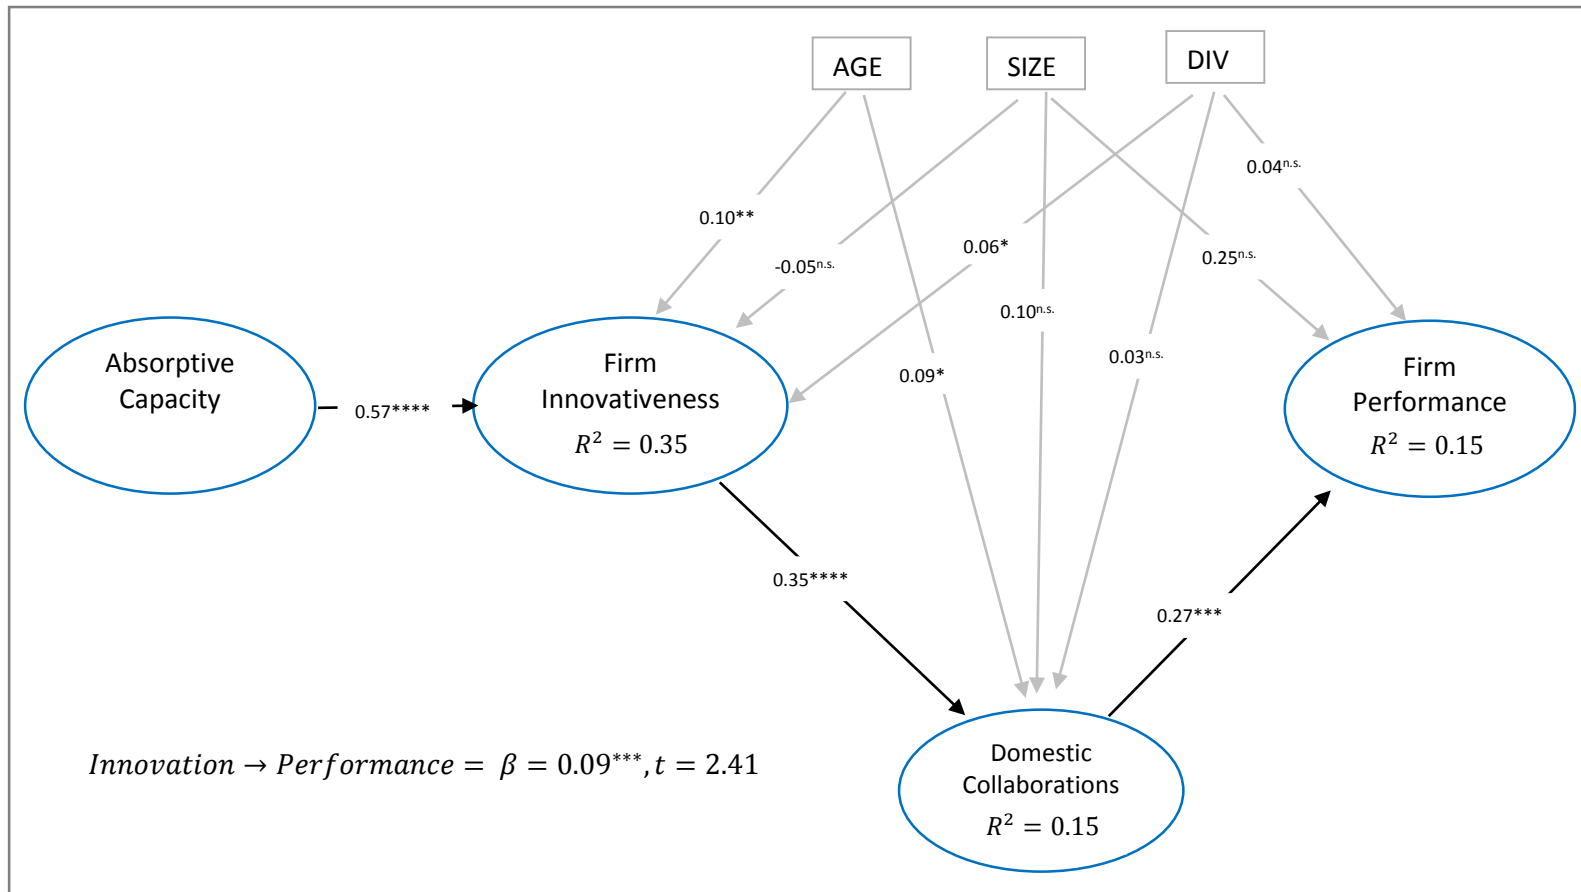 AGE
SIZE
DIV
0.04n.s.
0.10**
0.06*
0.25n.s.
-0.05n.s.
0.10n.s.
0.03n.s.
0.09*
Absorptive
Capacity
0.57****
Firm
Innovativeness
R² = 0.35
Firm
Performance
R² = 0.15
0.35****
0.27***
Innovation → Performance = β = 0.09***, t = 2.41
Domestic
Collaborations
R² = 0.15